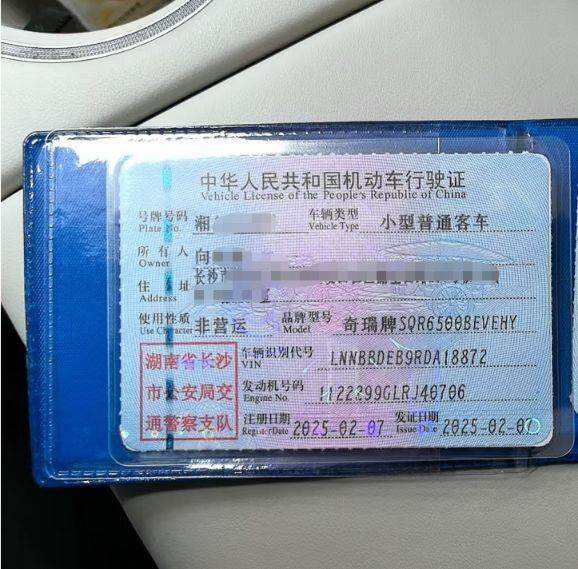 中华人民共和国机动车行驶证
Vehicle License of the People's Republic of China
号牌号码 湘 车辆类型 小型普通客车
Plate No. Vehicle Type
所有人 向
Owner
住址 长沙市
Address
使用性质 非营运 品牌型号 奇瑞牌SQR6500BEVEHY
Use Character Model
湖南省长沙
市公安局交
通警察支队
车辆识别代号 LNNBBDEB9RDA18872
VIN
发动机号码 1122899GLRJ40706
Engine No.
注册日期 2025-02-07 发证日期 2025-02-07
Register Date Issue Date